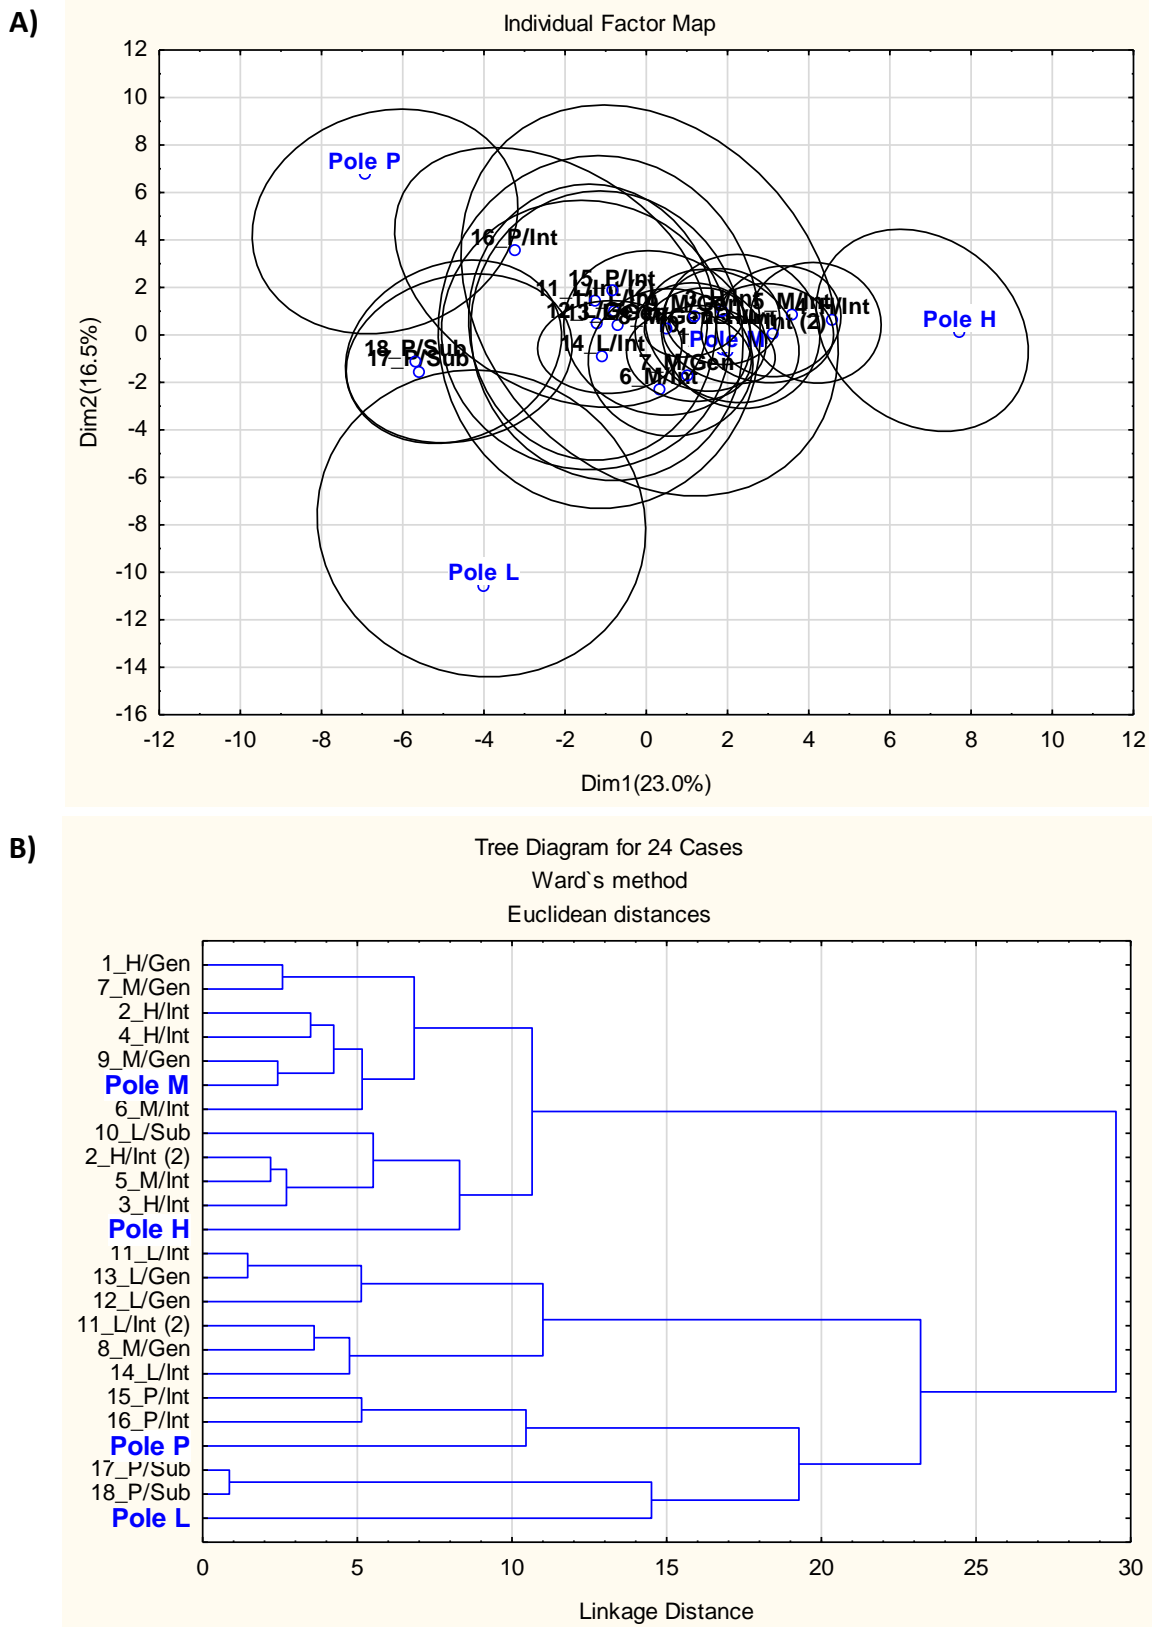 A)
Individual Factor Map
12
10
8
6
4
2
0
-2
-4
-6
-8
-10
-12
-14
-16
Dim2(16.5%)
Pole P
16_P/Int
15_P/Int
Pole H
Pole M
14_L/Int
18_P/Sub
17_P/Sub
7_M/Gen
6_M/Int
Pole L
-12 -10 -8 -6 -4 -2 0 2 4 6 8 10 12
Dim1(23.0%)
B)
Tree Diagram for 24 Cases
Ward`s method
Euclidean distances
1_H/Gen
7_M/Gen
2_H/Int
4_H/Int
9_M/Gen
Pole M
6_M/Int
10_L/Sub
2_H/Int (2)
5_M/Int
3_H/Int
Pole H
11_L/Int
13_L/Gen
12_L/Gen
11_L/Int (2)
8_M/Gen
14_L/Int
15_P/Int
16_P/Int
Pole P
17_P/Sub
18_P/Sub
Pole L
0 5 10 15 20 25 30
Linkage Distance